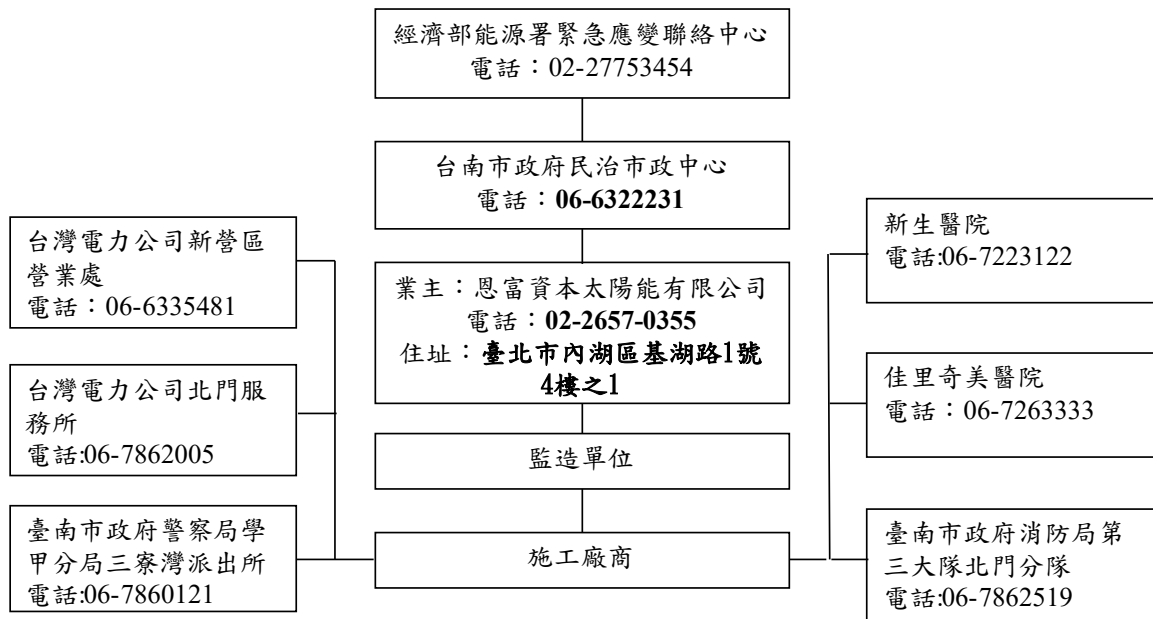 經濟部能源署緊急應變聯絡中心
電話：02-27753454
台南市政府民治市政中心
電話：06-6322231
業主：恩富資本太陽能有限公司
電話：02-2657-0355
住址：臺北市內湖區基湖路1號
4樓之1
監造單位
施工廠商
台灣電力公司新營區
營業處
電話：06-6335481
台灣電力公司北門服
務所
電話:06-7862005
臺南市政府警察局學
甲分局三寮灣派出所
電話:06-7860121
新生醫院
電話:06-7223122
佳里奇美醫院
電話：06-7263333
臺南市政府消防局第
三大隊北門分隊
電話:06-7862519